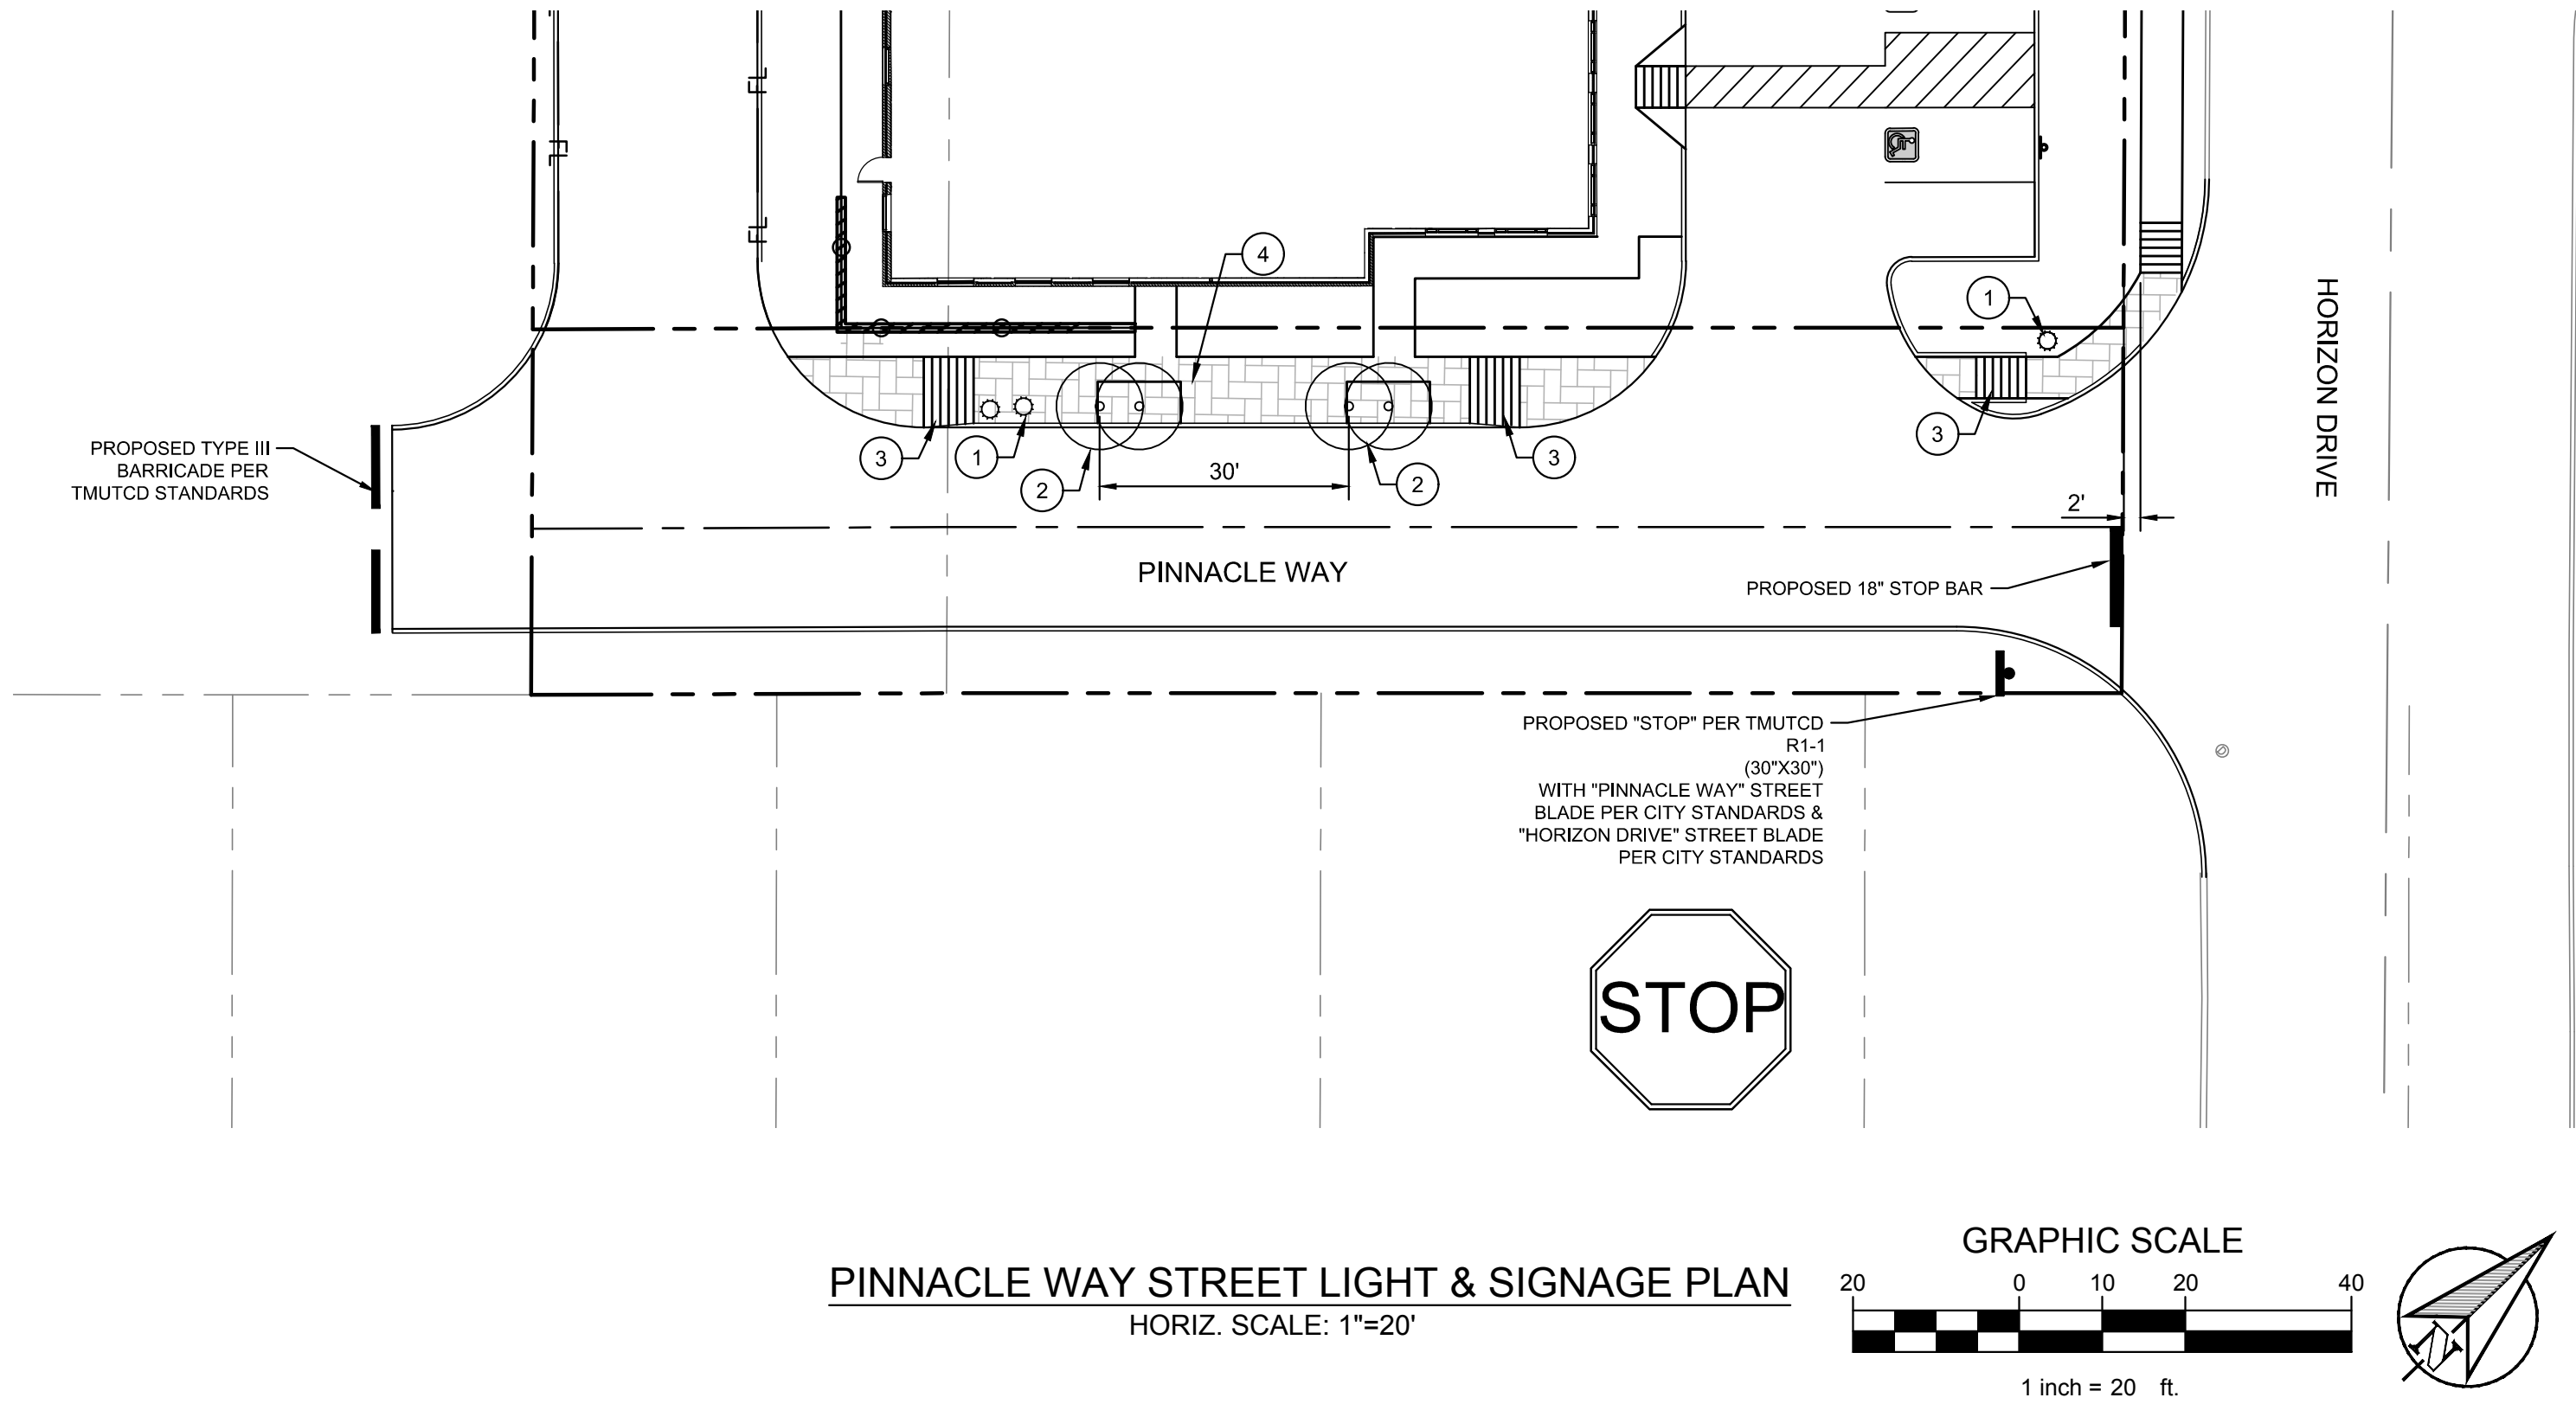 FL
FL
FL
4
1
HORIZON DRIVE
PROPOSED TYPE III
BARRICADE PER
TMUTCD STANDARDS
3
1
2
30'
2
3
3
2'
PINNACLE WAY
PROPOSED 18" STOP BAR
PROPOSED "STOP" PER TMUTCD
R1-1
(30"X30")
WITH "PINNACLE WAY" STREET
BLADE PER CITY STANDARDS &
"HORIZON DRIVE" STREET BLADE
PER CITY STANDARDS
STOP
PINNACLE WAY STREET LIGHT & SIGNAGE PLAN
HORIZ. SCALE: 1"=20'
GRAPHIC SCALE
20 0 10 20 40
1 inch = 20 ft.
N